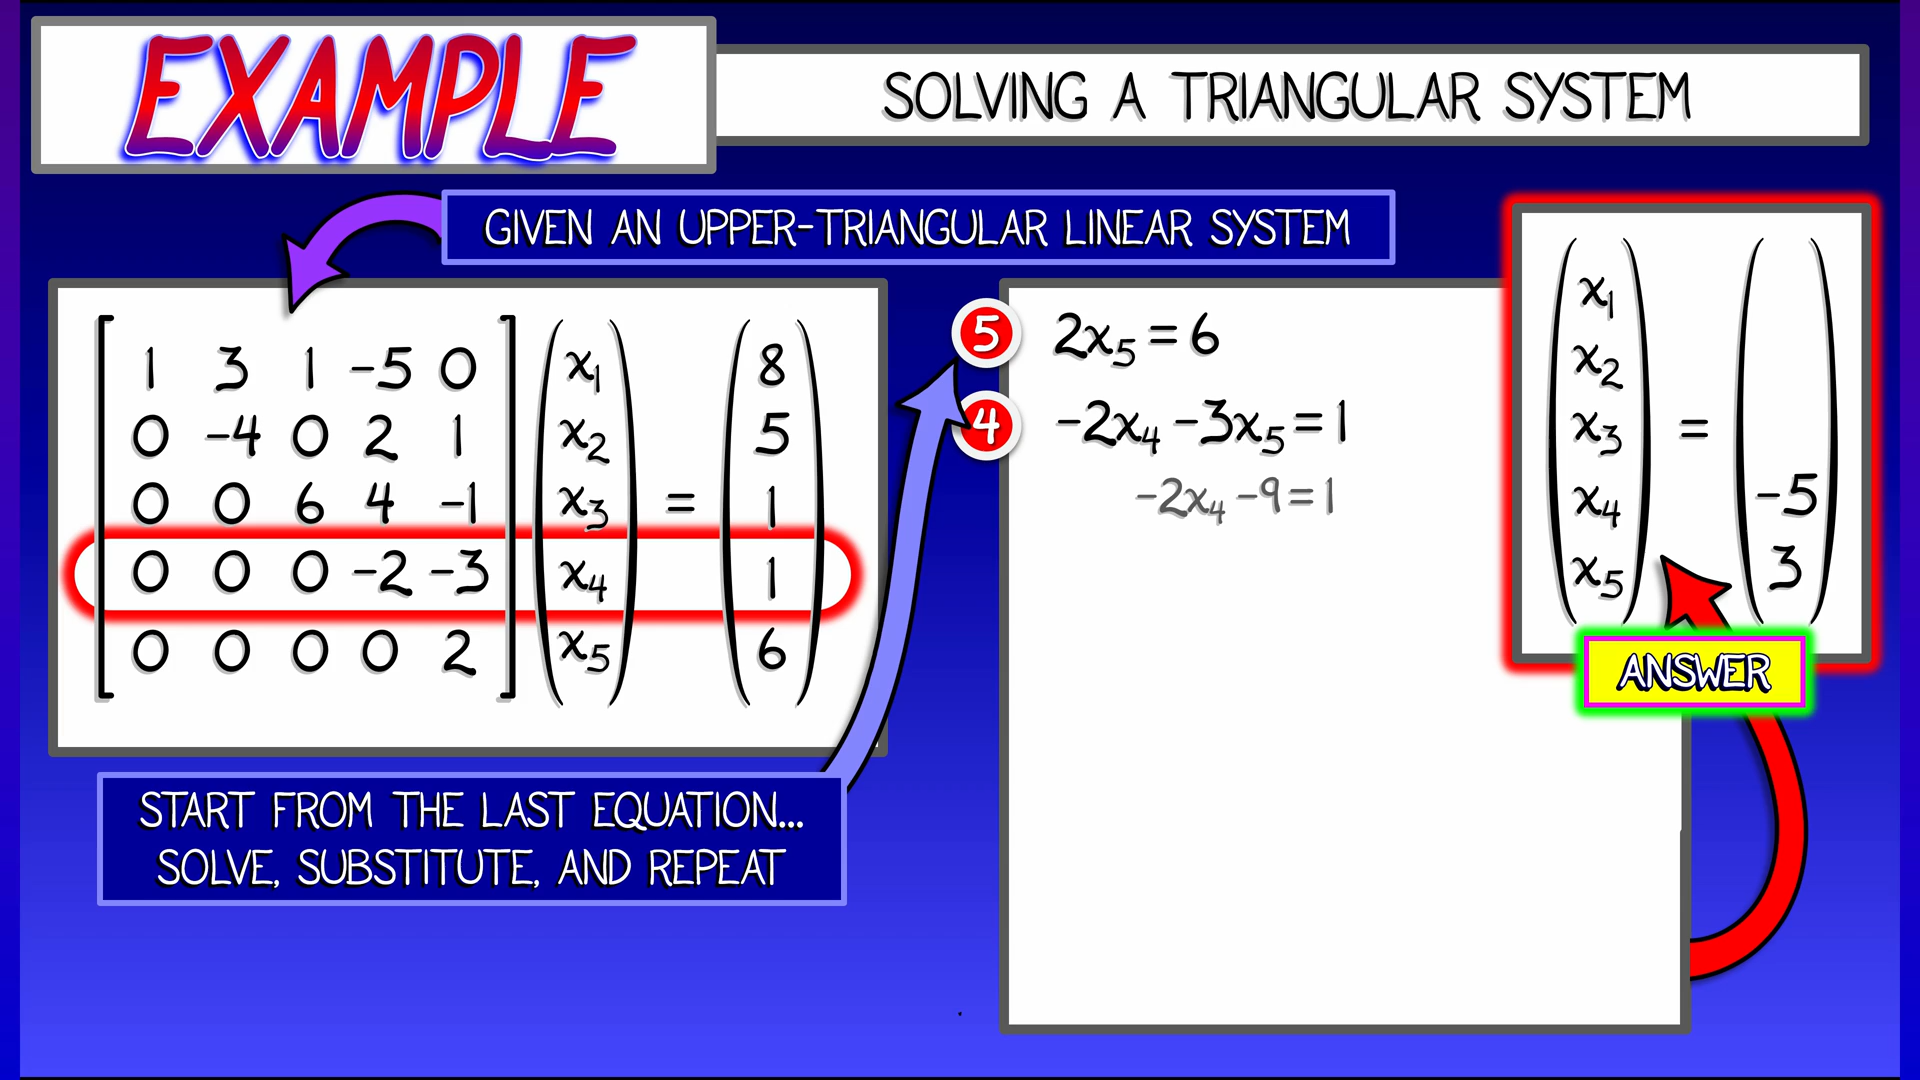 EXAMPLE
SOLVING A TRIANGULAR SYSTEM
GIVEN AN UPPER-TRIANGULAR LINEAR SYSTEM
1 3 1 -5 0 x1 8
0 -4 0 2 1 x2 5
0 0 6 4 -1 x3 = 1
0 0 0 -2 -3 x4 1
0 0 0 0 2 x5 6
START FROM THE LAST EQUATION...
SOLVE, SUBSTITUTE, AND REPEAT
5 2x5 = 6
4 -2x4 -3x5 = 1
-2x4 -9 = 1
x1
x2
x3 =
x4 -5
x5 3
ANSWER